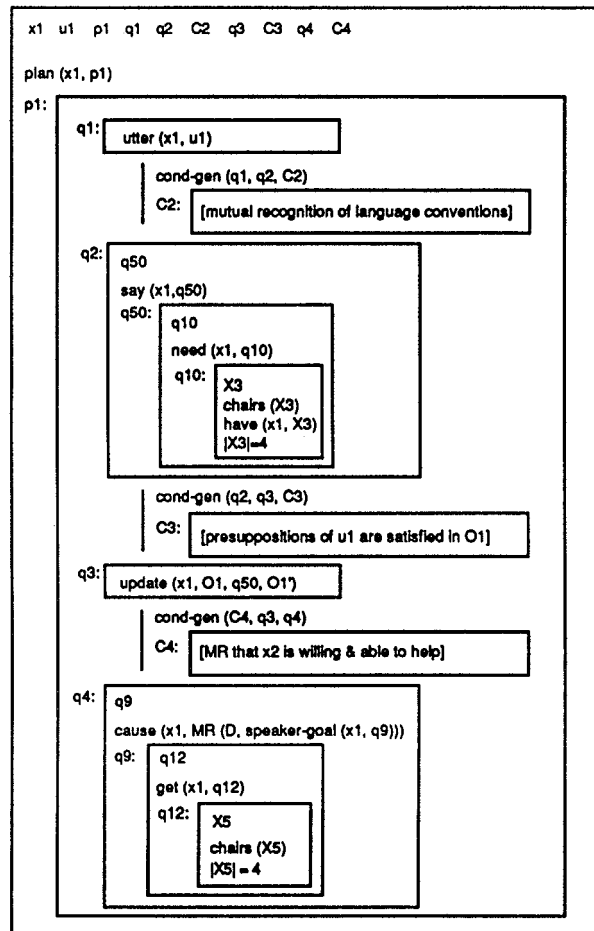 x1 u1 p1 q1 q2 C2 q3 C3 q4 C4
plan (x1, p1)
p1:
q1: utter (x1, u1)
cond-gen (q1, q2, C2)
C2: [mutual recognition of language conventions]
q2: q50
say (x1,q50)
q50: q10
need (x1, q10)
q10: X3
chairs (X3)
have (x1, X3)
|X3|=4
cond-gen (q2, q3, C3)
C3: [presuppositions of u1 are satisfied in O1]
q3: update (x1, O1, q50, O1')
cond-gen (C4, q3, q4)
C4: [MR that x2 is willing & able to help]
q4: q9
cause (x1, MR (D, speaker-goal (x1, q9)))
q9: q12
get (x1, q12)
q12: X5
chairs (X5)
|X5| = 4